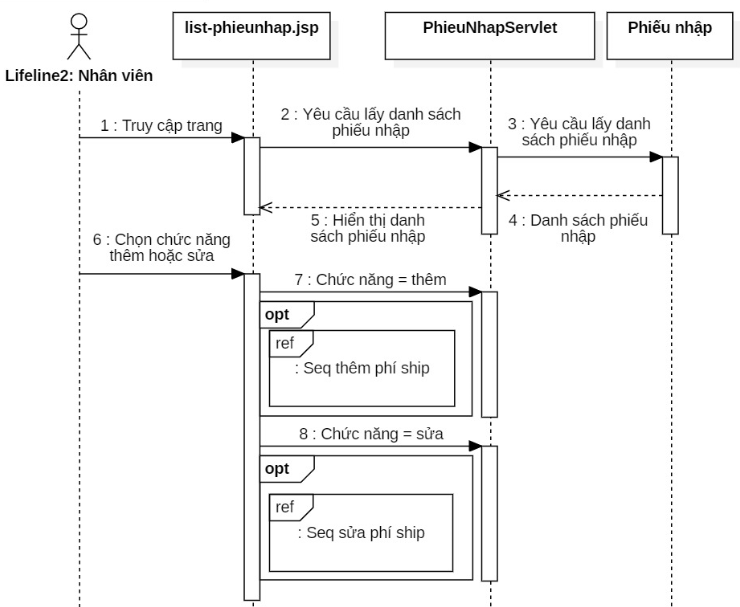 list-phieunhap.jsp
PhieuNhapServlet
Phiếu nhập
Lifeline2: Nhân viên
1 : Truy cập trang
2 : Yêu cầu lấy danh sách
phiếu nhập
3 : Yêu cầu lấy danh
sách phiếu nhập
4 : Danh sách phiếu
nhập
5 : Hiển thị danh
sách phiếu nhập
6 : Chọn chức năng
thêm hoặc sửa
7 : Chức năng = thêm
opt
ref
: Seq thêm phí ship
8 : Chức năng = sửa
opt
ref
: Seq sửa phí ship